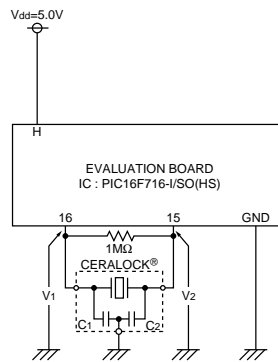 Vdd=5.0V
H
EVALUATION BOARD
IC : PIC16F716-I/SO(HS)
16
15
GND
1MΩ
CERALOCK®
V1
V2
C1
C2